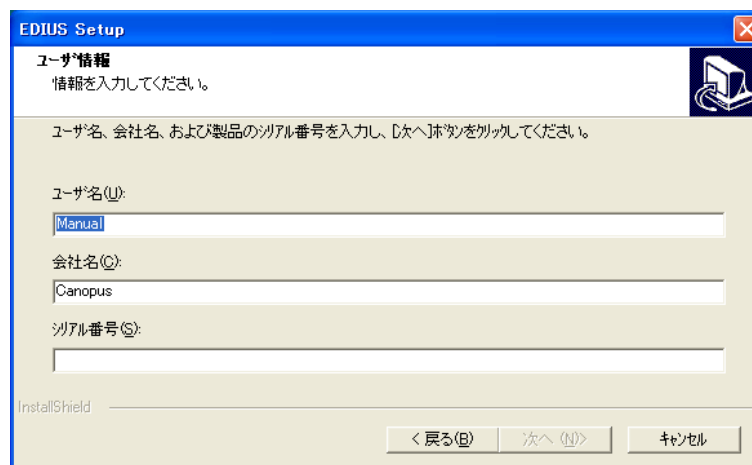 EDIUS Setup
ユーザ情報
情報を入力してください。
ユーザ名、会社名、および製品のシリアル番号を入力し、[次へ]ボタンをクリックしてください。
ユーザ名(U):
Manual
会社名(C):
Canopus
シリアル番号(S):
InstallShield
< 戻る(B)
次へ (N)>
キャンセル